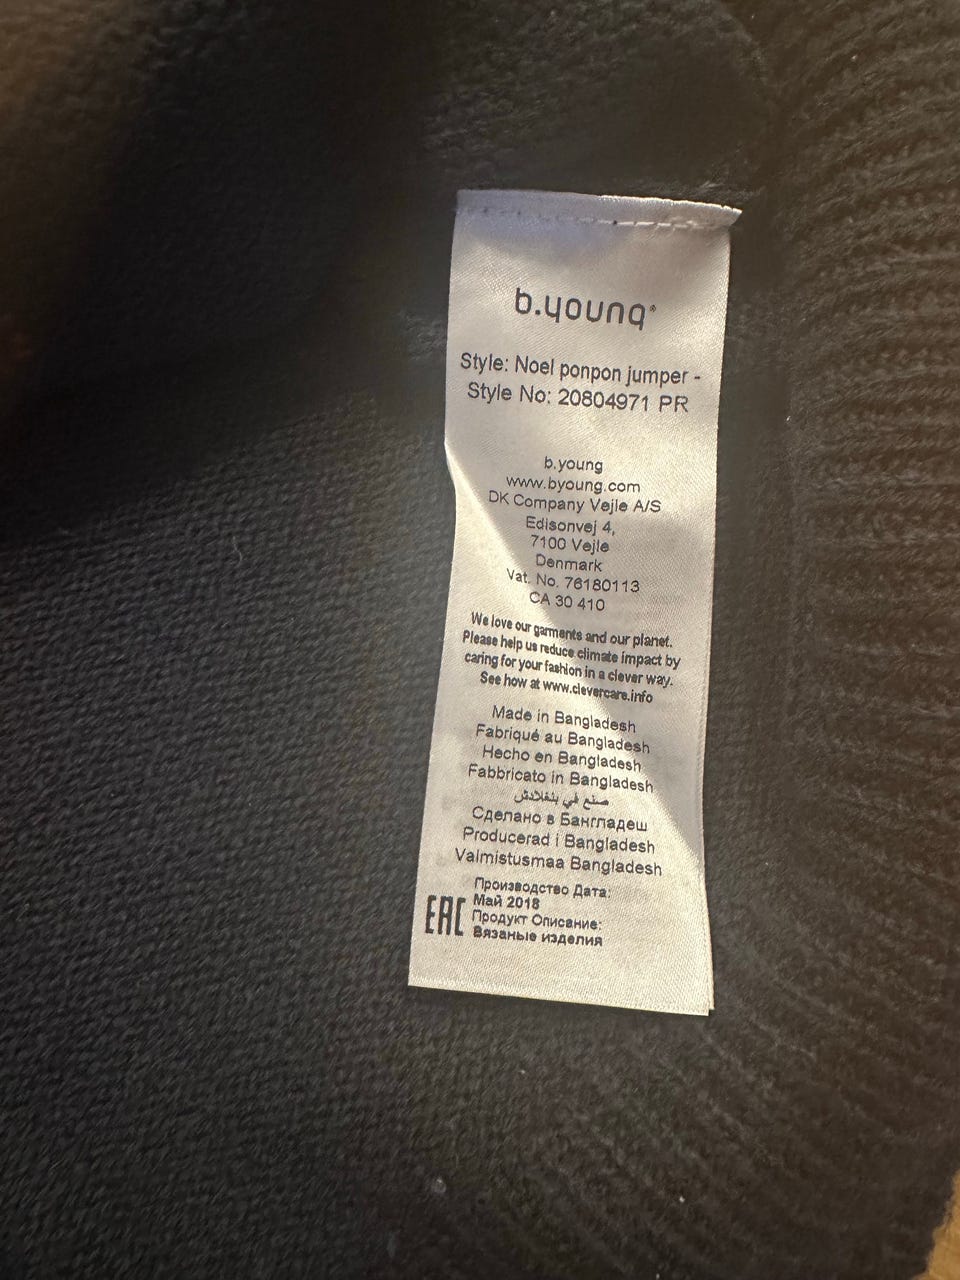 b.young®
Style: Noel ponpon jumper -
Style No: 20804971 PR
b.young
www.byoung.com
DK Company Vejle A/S
Edisonvej 4,
7100 Vejle
Denmark
Vat. No. 76180113
CA 30 410
We love our garments and our planet.
Please help us reduce climate impact by
caring for your fashion in a clever way.
See how at www.clevercare.info
Made in Bangladesh
Fabriqué au Bangladesh
Hecho en Bangladesh
Fabbricato in Bangladesh
صنع في بنغلادش
Сделано в Бангладеш
Producerad i Bangladesh
Valmistusmaa Bangladesh
Производство Дата:
Май 2018
EAC Продукт Описание:
Вязаные изделия